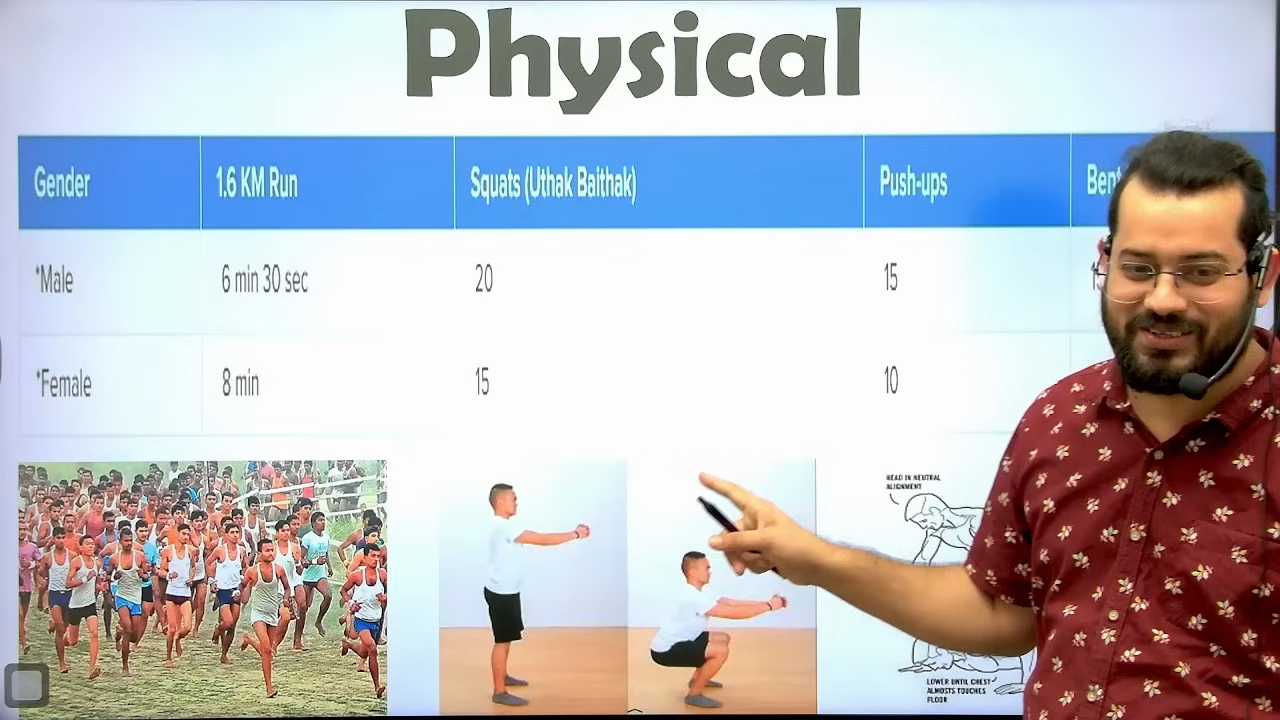 Physical
Gender 1.6 KM Run Squats (Uthak Baithak) Push-ups
*Male 6 min 30 sec 20 15
*Female 8 min 15 10
HEAD IN NEUTRAL
ALIGNMENT
LOWER UNTIL CHEST
ALMOSTS TOUCHES
FLOOR